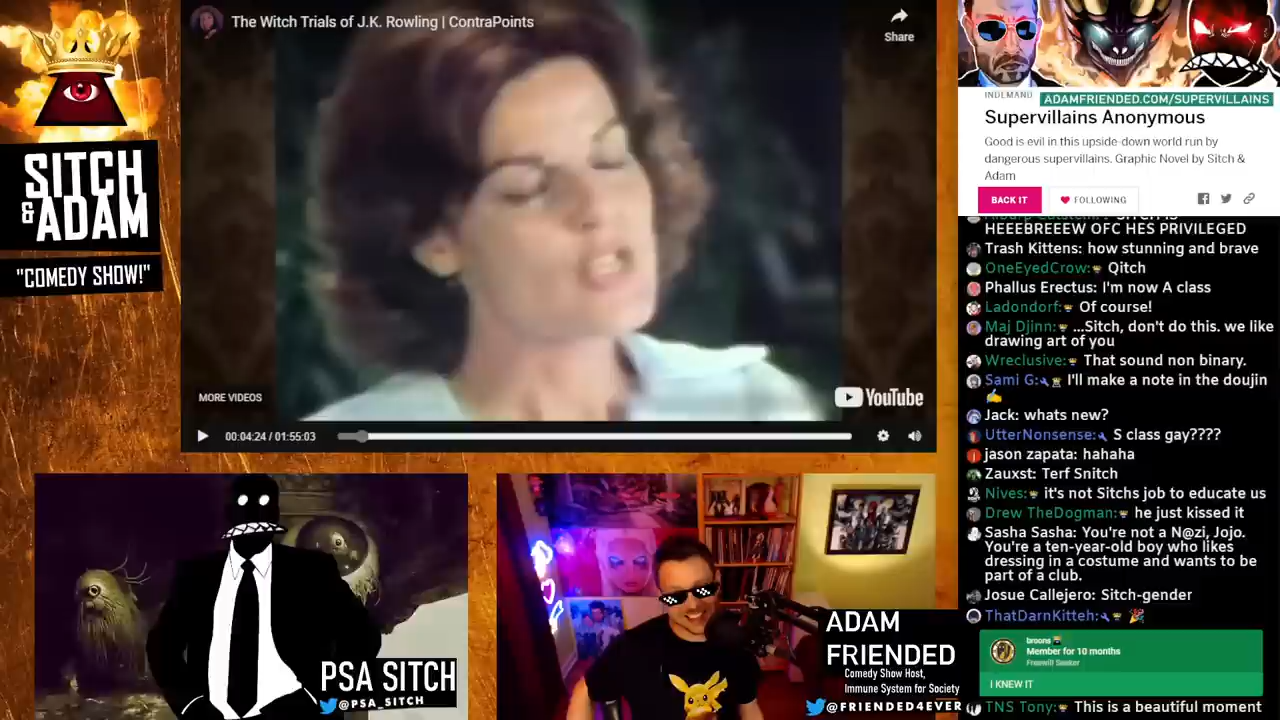 The Witch Trials of J.K. Rowling | ContraPoints
Share
MORE VIDEOS
YouTube
00:04:24 / 01:55:03
SITCH
& ADAM
"COMEDY SHOW!"
PSA SITCH
@PSA_SITCH
ADAM
FRIENDED
Comedy Show Host,
Immune System for Society
@FRIENDED4EVER
INDEMAND
ADAMFRIENDED.COM/SUPERVILLAINS
Supervillains Anonymous
Good is evil in this upside-down world run by
dangerous supervillains. Graphic Novel by Sitch &
Adam
BACK IT
FOLLOWING
HEEEBREEEW OFC HES PRIVILEGED
Trash Kittens: how stunning and brave
OneEyedCrow: Qitch
Phallus Erectus: I'm now A class
Ladondorf: Of course!
Maj Djinn: ...Sitch, don't do this. we like
drawing art of you
Wreclusive: That sound non binary.
Sami G: I'll make a note in the doujin
✍
Jack: whats new?
UtterNonsense: S class gay????
jason zapata: hahaha
Zauxst: Terf Snitch
Nives: it's not Sitchs job to educate us
Drew TheDogman: he just kissed it
Sasha Sasha: You're not a N@zi, Jojo.
You're a ten-year-old boy who likes
dressing in a costume and wants to be
part of a club.
Josue Callejero: Sitch-gender
ThatDarnKitteh: 🎉
broons
Member for 10 months
Freewill Seeker
I KNEW IT
TNS Tony: This is a beautiful moment